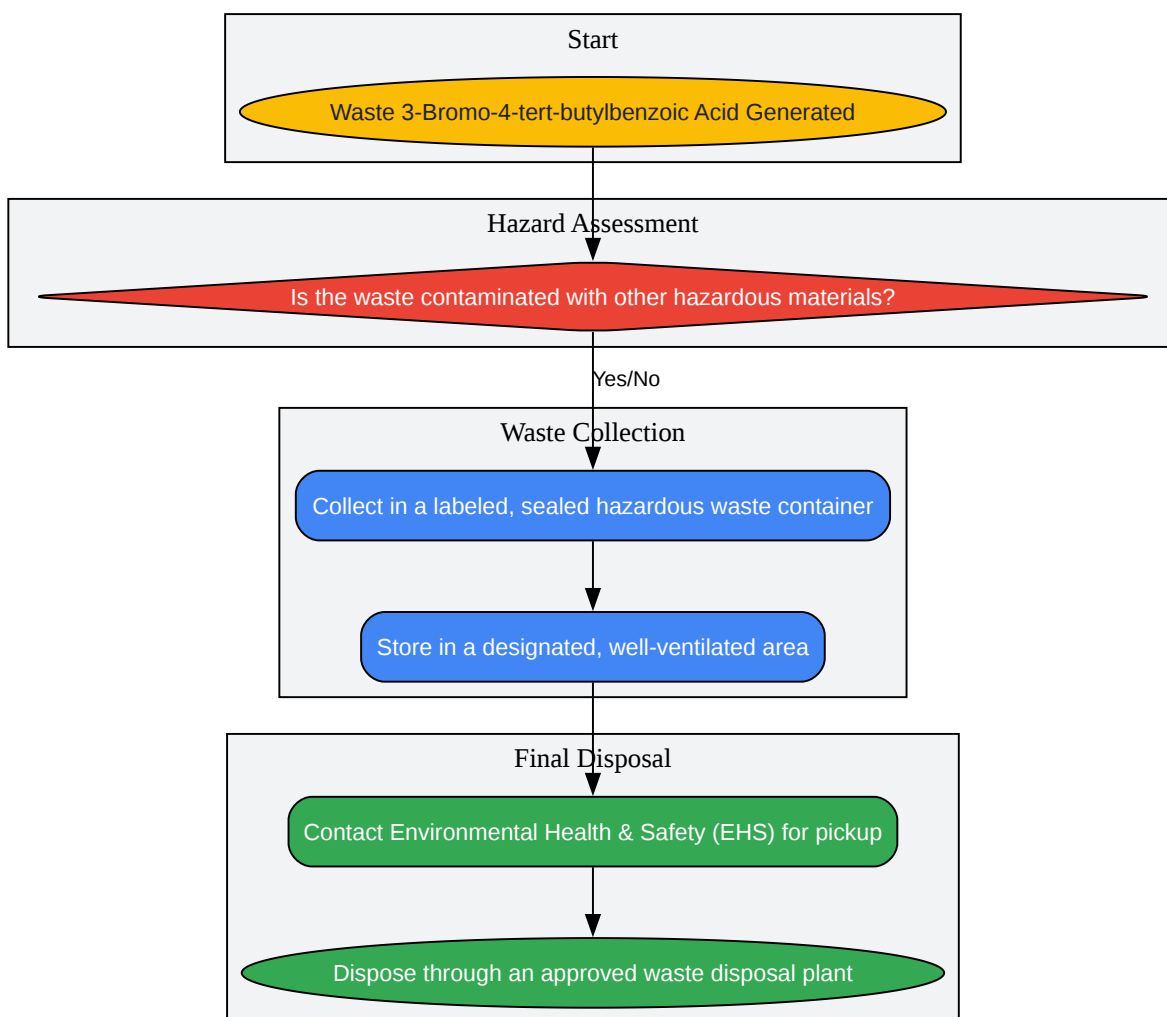 Start
Waste 3-Bromo-4-tert-butylbenzoic Acid Generated
Hazard Assessment
Is the waste contaminated with other hazardous materials?
Yes/No
Waste Collection
Collect in a labeled, sealed hazardous waste container
Store in a designated, well-ventilated area
Final Disposal
Contact Environmental Health & Safety (EHS) for pickup
Dispose through an approved waste disposal plant